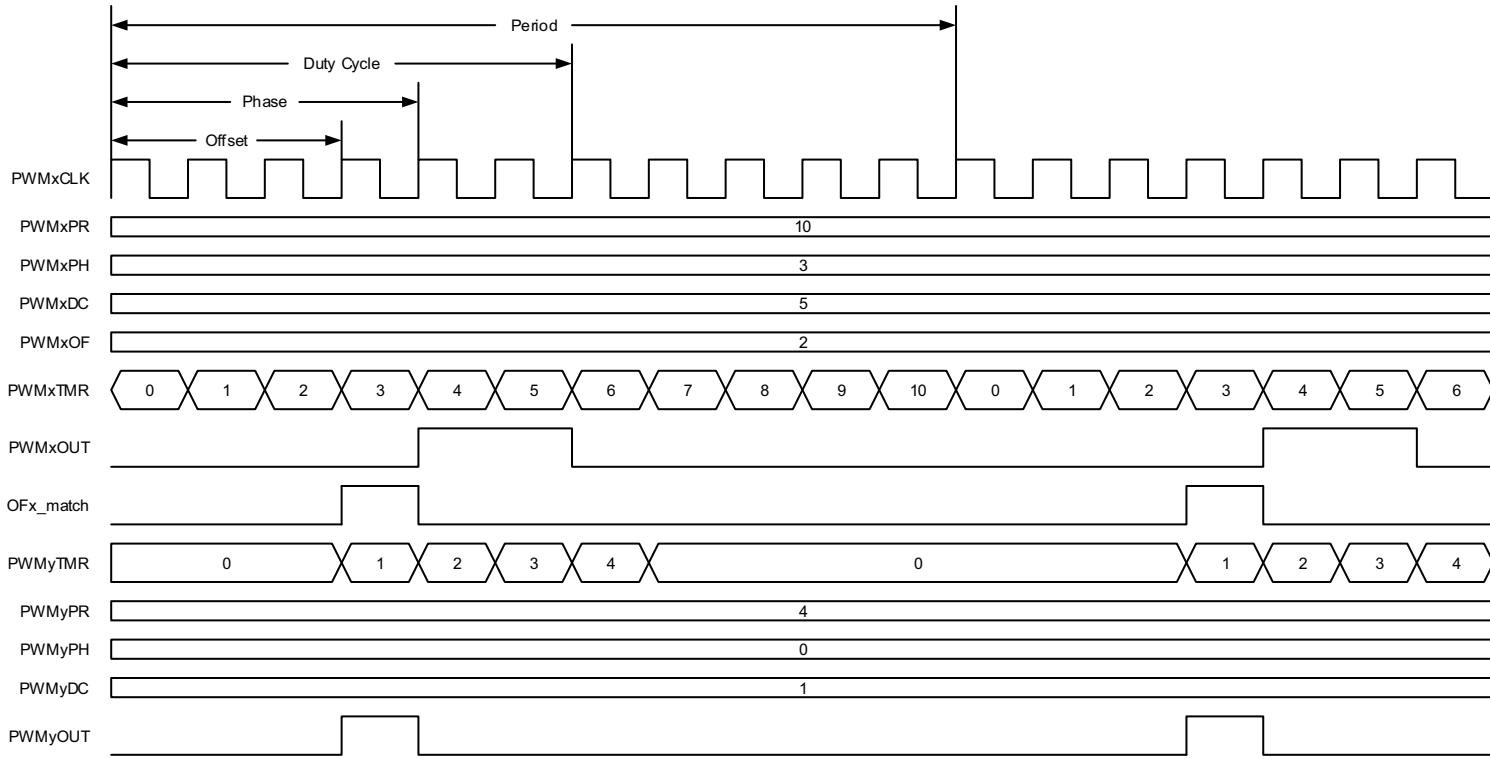 Period
Duty Cycle
Phase
Offset
PWMxCLK
PWMxPR 10
PWMxPH 3
PWMxDC 5
PWMxOF 2
PWMxTMR 0 1 2 3 4 5 6 7 8 9 10 0 1 2 3 4 5 6
PWMxOUT
OFx_match
PWMyTMR 0 1 2 3 4 0 1 2 3 4
PWMyPR 4
PWMyPH 0
PWMyDC 1
PWMyOUT